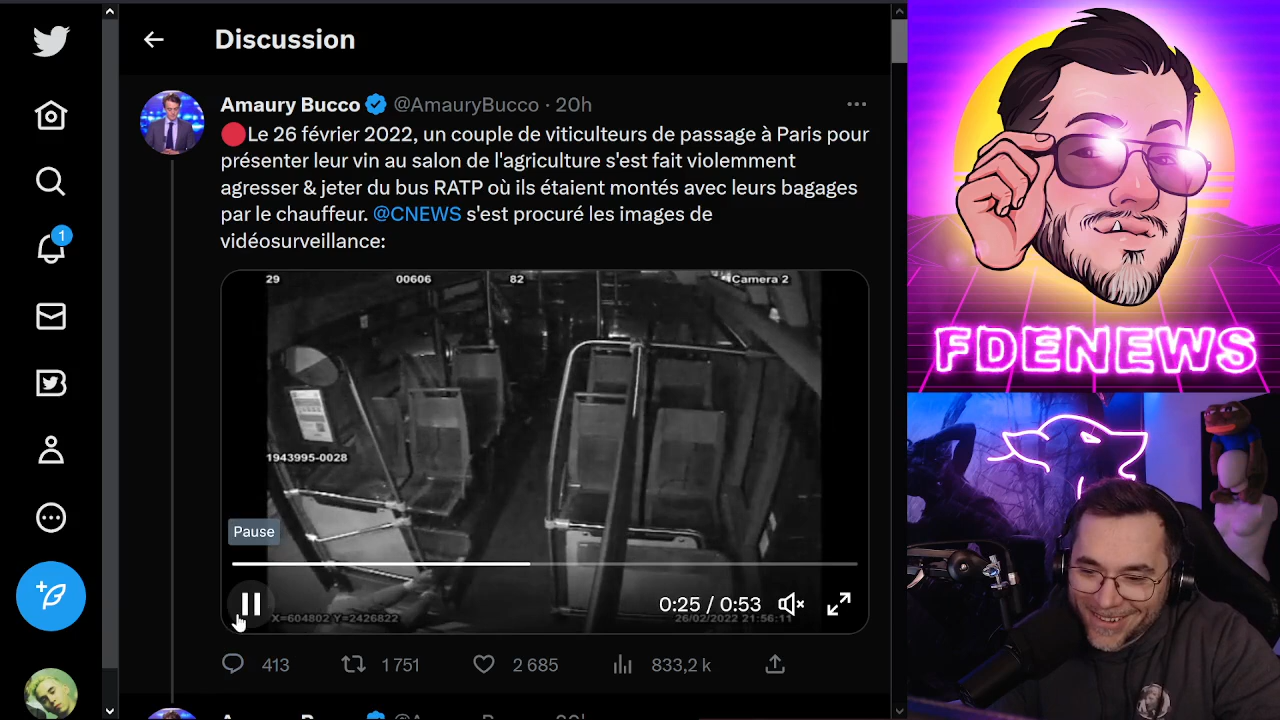 Discussion
Amaury Bucco @AmauryBucco · 20h
Le 26 février 2022, un couple de viticulteurs de passage à Paris pour
présenter leur vin au salon de l'agriculture s'est fait violemment
agresser & jeter du bus RATP où ils étaient montés avec leurs bagages
par le chauffeur. @CNEWS s'est procuré les images de
vidéosurveillance:
1
29 00606 82 Camera 2
1943995-0028
Pause
0:25 / 0:53
X=604802 Y=2426822 26/02/2022 21:56:11
413 1 751 2 685 833,2 k
FDENEWS